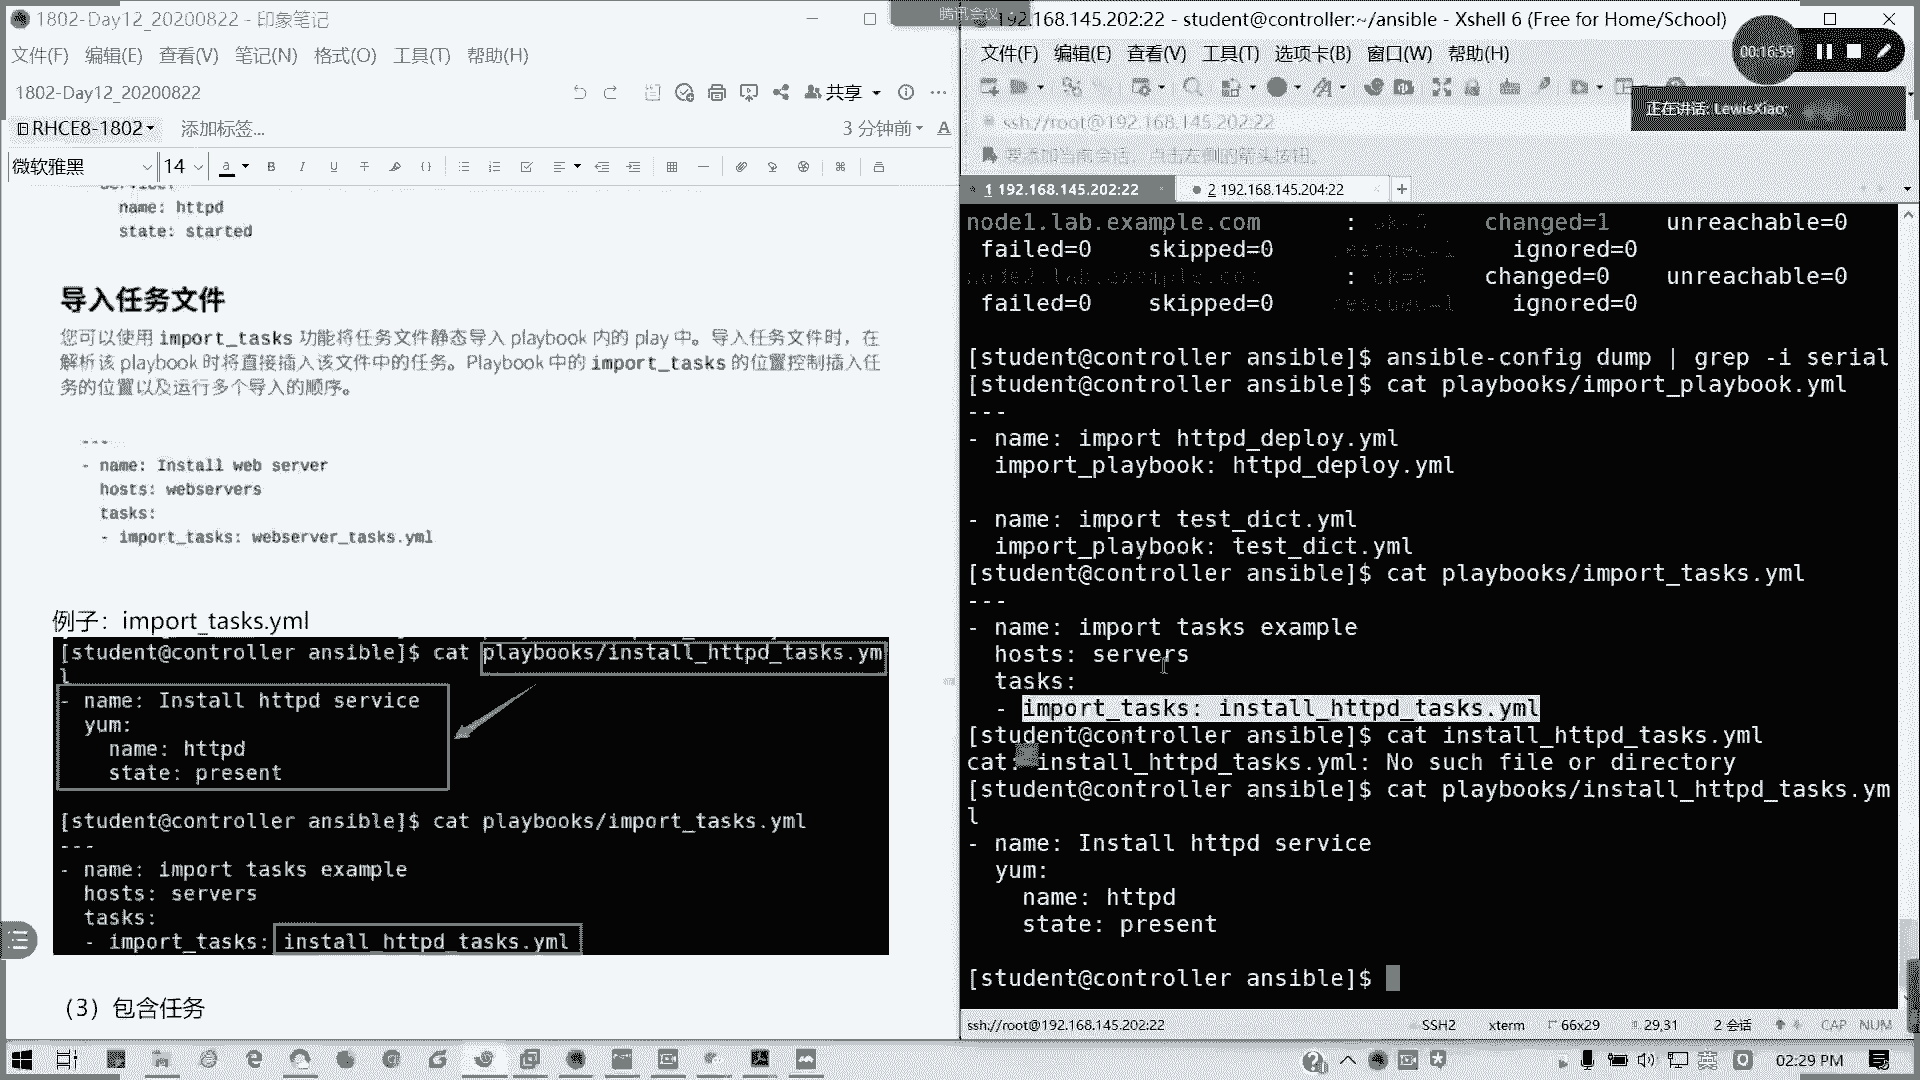 1802-Day12_20200822 - 印象笔记
文件(F) 编辑(E) 查看(V) 笔记(N) 格式(O) 工具(T) 帮助(H)
1802-Day12_20200822
共享
RHCE8-1802
添加标签...
3 分钟前
微软雅黑
14
name: httpd
state: started
导入任务文件
您可以使用 import_tasks 功能将任务文件静态导入 playbook 内的 play 中。导入任务文件时，在
解析该 playbook 时将直接插入该文件中的任务。Playbook 中的 import_tasks 的位置控制插入任
务的位置以及运行多个导入的顺序。
---
- name: Install web server
hosts: webservers
tasks:
- import_tasks: webserver_tasks.yml
例子：import_tasks.yml
[student@controller ansible]$ cat playbooks/install_httpd_tasks.ym
l
- name: Install httpd service
yum:
name: httpd
state: present
[student@controller ansible]$ cat playbooks/import_tasks.yml
---
- name: import tasks example
hosts: servers
tasks:
- import_tasks: install_httpd_tasks.yml
（3）包含任务
腾讯会议
192.168.145.202:22 - student@controller:~/ansible - Xshell 6 (Free for Home/School)
文件(F) 编辑(E) 查看(V) 工具(T) 选项卡(B) 窗口(W) 帮助(H)
00:16:59
正在讲话: LewisXiao;
ssh://root@192.168.145.202:22
要添加当前会话，点击左侧的箭头按钮。
1 192.168.145.202:22
2 192.168.145.204:22
node1.lab.example.com : ok=5 changed=1 unreachable=0
failed=0 skipped=0 rescued=1 ignored=0
node2.lab.example.com : ok=5 changed=0 unreachable=0
failed=0 skipped=0 rescued=1 ignored=0
[student@controller ansible]$ ansible-config dump | grep -i serial
[student@controller ansible]$ cat playbooks/import_playbook.yml
---
- name: import httpd_deploy.yml
import_playbook: httpd_deploy.yml
- name: import test_dict.yml
import_playbook: test_dict.yml
[student@controller ansible]$ cat playbooks/import_tasks.yml
---
- name: import tasks example
hosts: servers
tasks:
- import_tasks: install_httpd_tasks.yml
[student@controller ansible]$ cat install_httpd_tasks.yml
cat: install_httpd_tasks.yml: No such file or directory
[student@controller ansible]$ cat playbooks/install_httpd_tasks.ym
l
- name: Install httpd service
yum:
name: httpd
state: present
[student@controller ansible]$
ssh://root@192.168.145.202:22
SSH2 xterm 66x29 29,31 2 会话 CAP NUM
英
02:29 PM